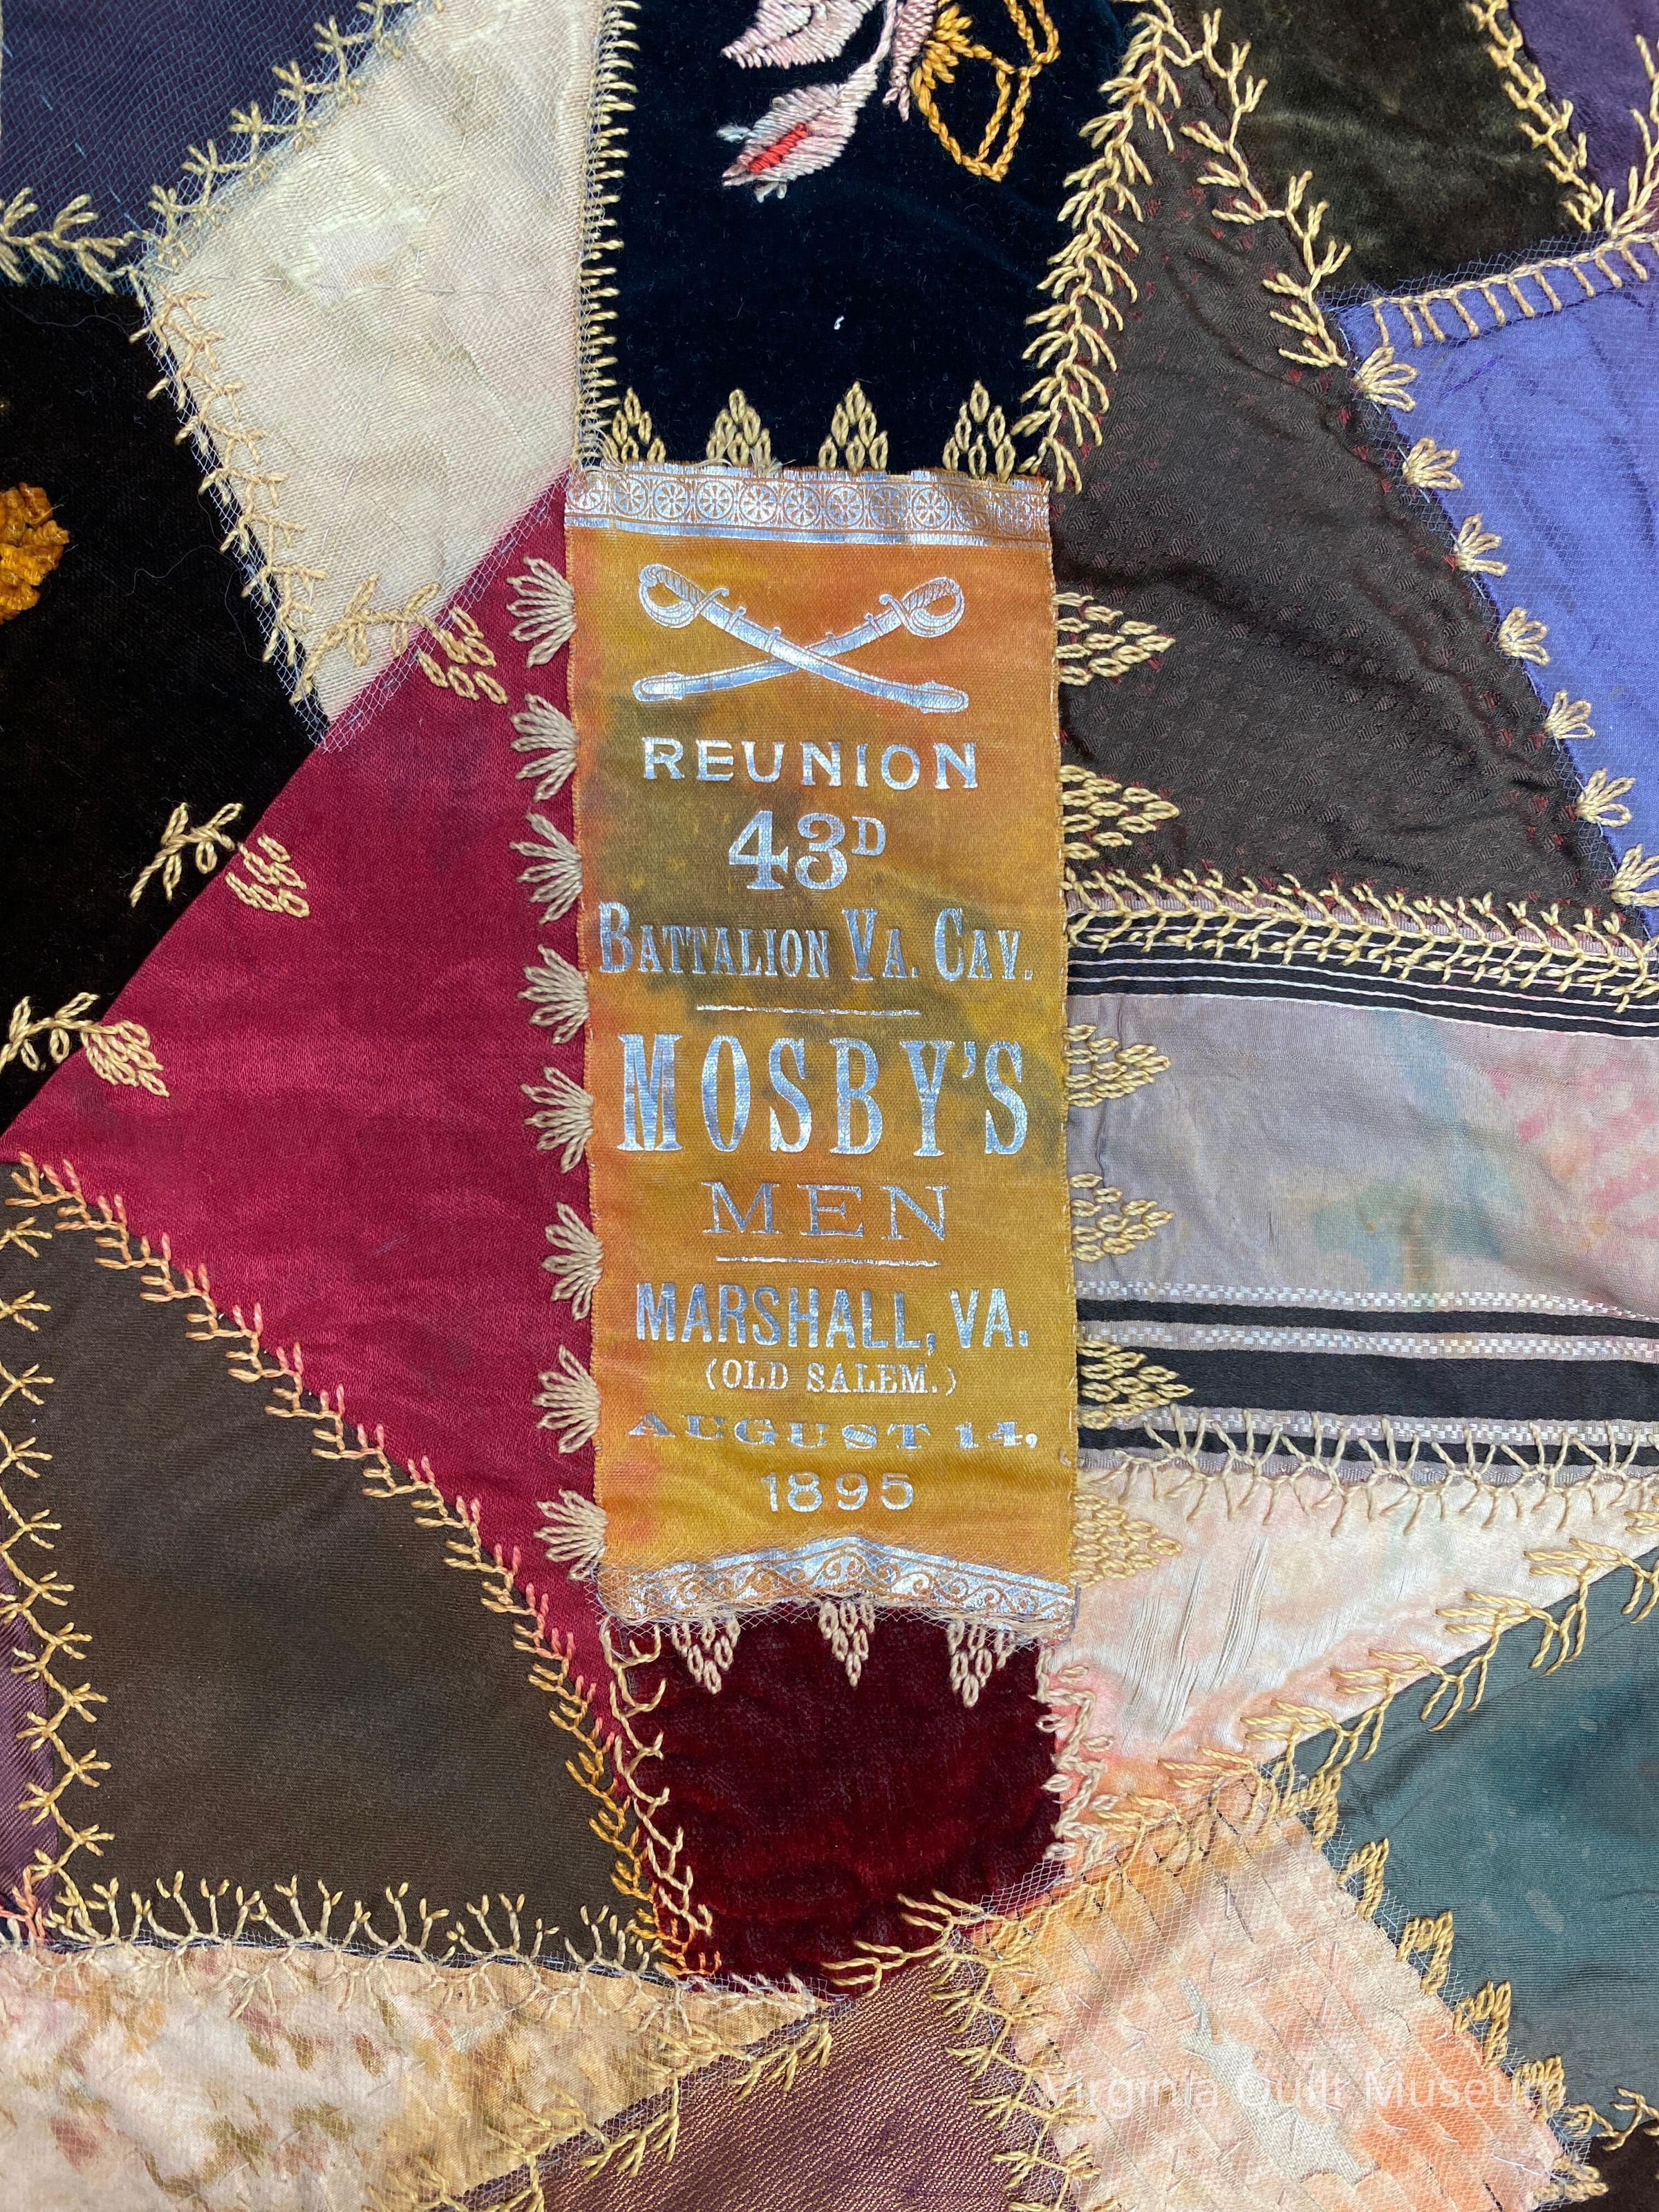 REUNION
43D
BATTALION VA. CAV.
MOSBY'S
MEN
MARSHALL, VA.
(OLD SALEM.)
AUGUST 14,
1895
Virginia Quilt Museum